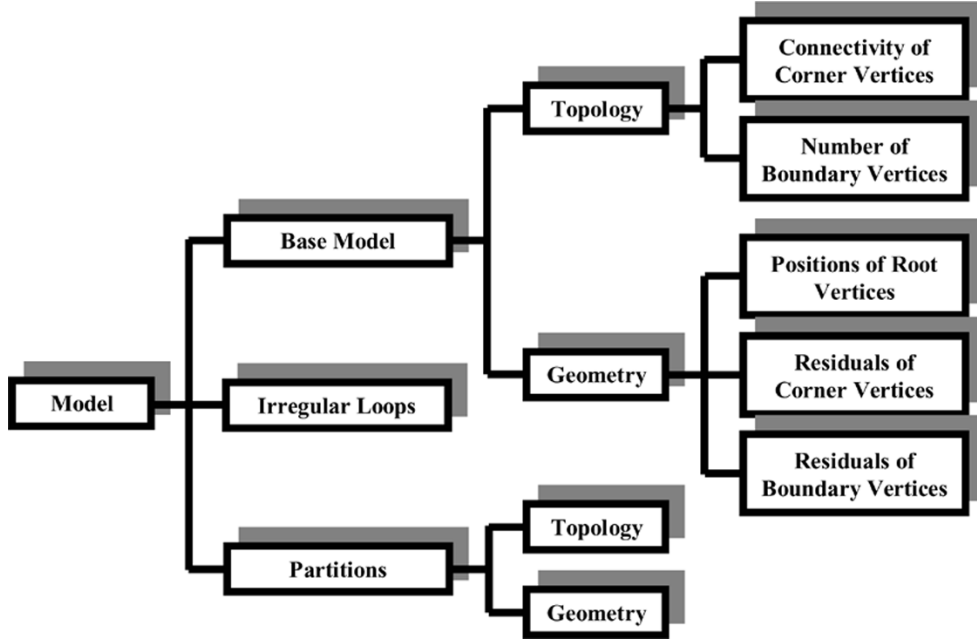 Connectivity of
Corner Vertices
Topology
Number of
Boundary Vertices
Base Model
Positions of Root
Vertices
Geometry
Residuals of
Corner Vertices
Model
Irregular Loops
Residuals of
Boundary Vertices
Topology
Partitions
Geometry